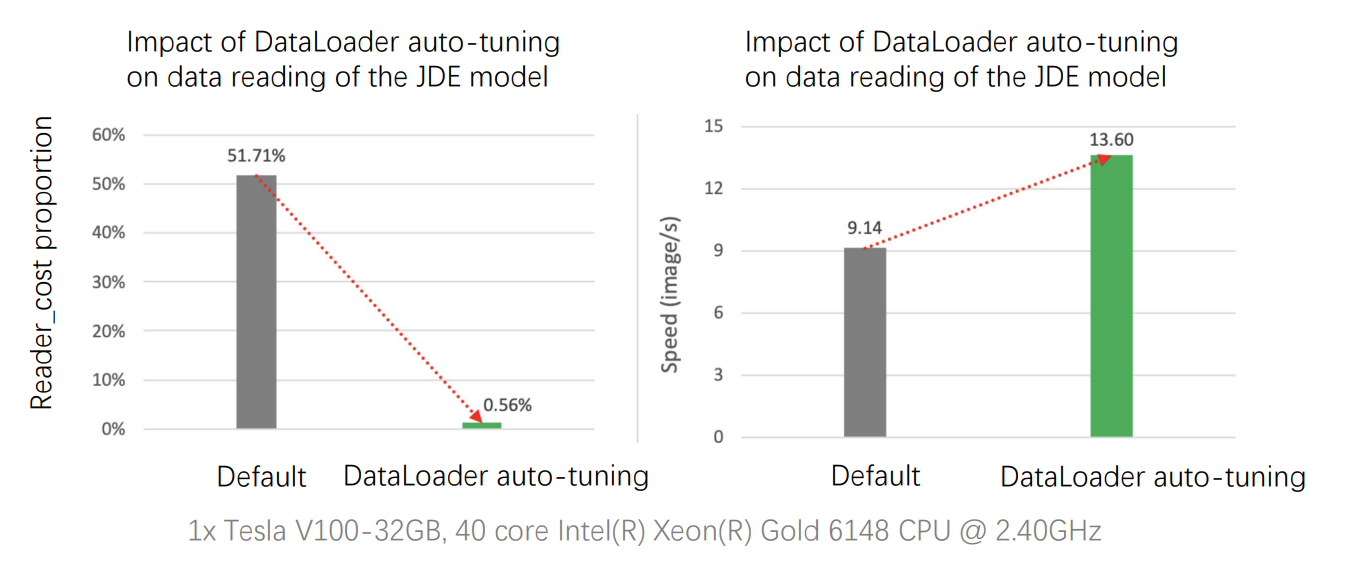 Impact of DataLoader auto-tuning
on data reading of the JDE model
Reader_cost proportion
60%
50%
40%
30%
20%
10%
0%
51.71%
0.56%
Default
DataLoader auto-tuning
Impact of DataLoader auto-tuning
on data reading of the JDE model
Speed (image/s)
15
12
9
6
3
0
9.14
13.60
Default
DataLoader auto-tuning
1x Tesla V100-32GB, 40 core Intel(R) Xeon(R) Gold 6148 CPU @ 2.40GHz